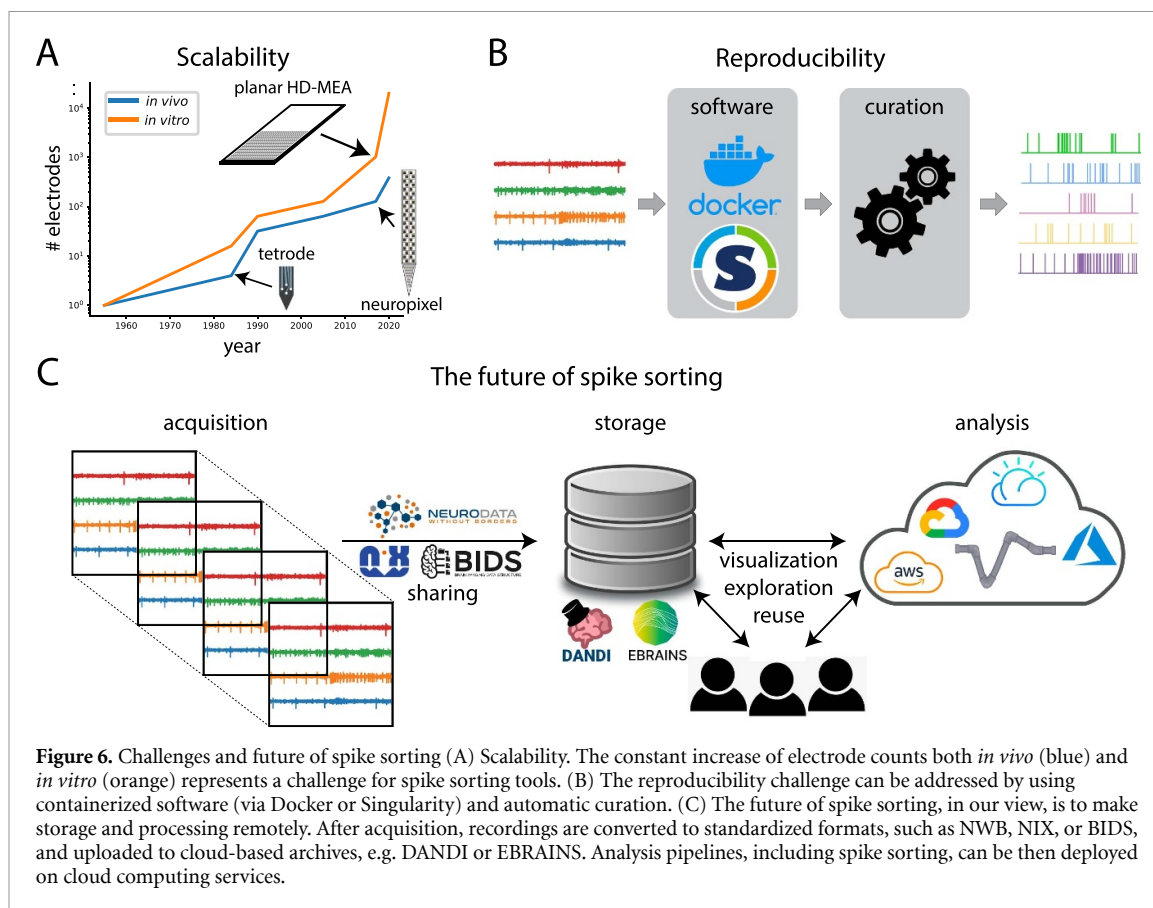 A
Scalability
planar HD-MEA
in vivo
in vitro
10⁴
10³
10²
10¹
10⁰
# electrodes
tetrode
neuropixel
1960 1970 1980 1990 2000 2010 2020
year
B
Reproducibility
software
curation
docker
S
C
The future of spike sorting
acquisition
storage
analysis
NEURODATA
WITHOUT BORDERS
NIX
BIDS
BRAIN IMAGING DATA STRUCTURE
sharing
visualization
exploration
reuse
aws
DANDI
EBRAINS
Figure 6. Challenges and future of spike sorting (A) Scalability. The constant increase of electrode counts both in vivo (blue) and
in vitro (orange) represents a challenge for spike sorting tools. (B) The reproducibility challenge can be addressed by using
containerized software (via Docker or Singularity) and automatic curation. (C) The future of spike sorting, in our view, is to make
storage and processing remotely. After acquisition, recordings are converted to standardized formats, such as NWB, NIX, or BIDS,
and uploaded to cloud-based archives, e.g. DANDI or EBRAINS. Analysis pipelines, including spike sorting, can be then deployed
on cloud computing services.